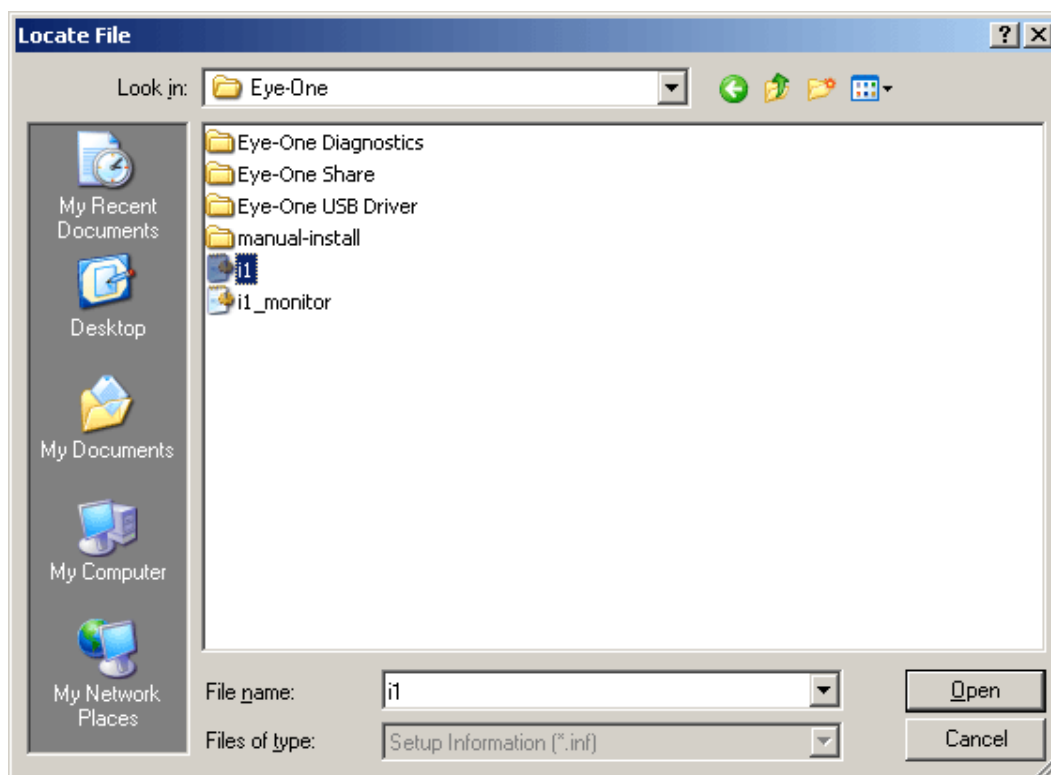 Locate File
Look in: Eye-One
My Recent
Documents
Desktop
My Documents
My Computer
My Network
Places
Eye-One Diagnostics
Eye-One Share
Eye-One USB Driver
manual-install
i1
i1_monitor
File name: i1
Open
Files of type: Setup Information (*.inf)
Cancel